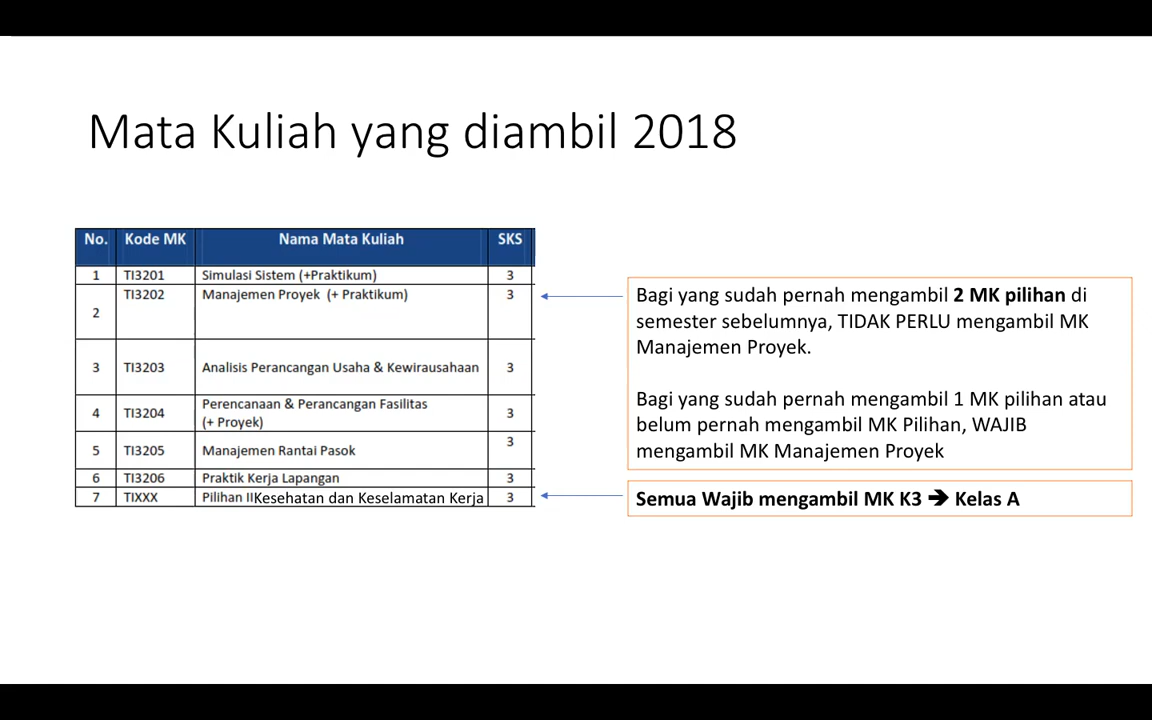 Mata Kuliah yang diambil 2018
No. Kode MK Nama Mata Kuliah SKS
1 TI3201 Simulasi Sistem (+Praktikum) 3
2 TI3202 Manajemen Proyek (+ Praktikum) 3
3 TI3203 Analisis Perancangan Usaha & Kewirausahaan 3
4 TI3204 Perencanaan & Perancangan Fasilitas
(+ Proyek) 3
5 TI3205 Manajemen Rantai Pasok 3
6 TI3206 Praktik Kerja Lapangan 3
7 TIXXX Pilihan IIKesehatan dan Keselamatan Kerja 3
Bagi yang sudah pernah mengambil 2 MK pilihan di
semester sebelumnya, TIDAK PERLU mengambil MK
Manajemen Proyek.
Bagi yang sudah pernah mengambil 1 MK pilihan atau
belum pernah mengambil MK Pilihan, WAJIB
mengambil MK Manajemen Proyek
Semua Wajib mengambil MK K3 ➔ Kelas A